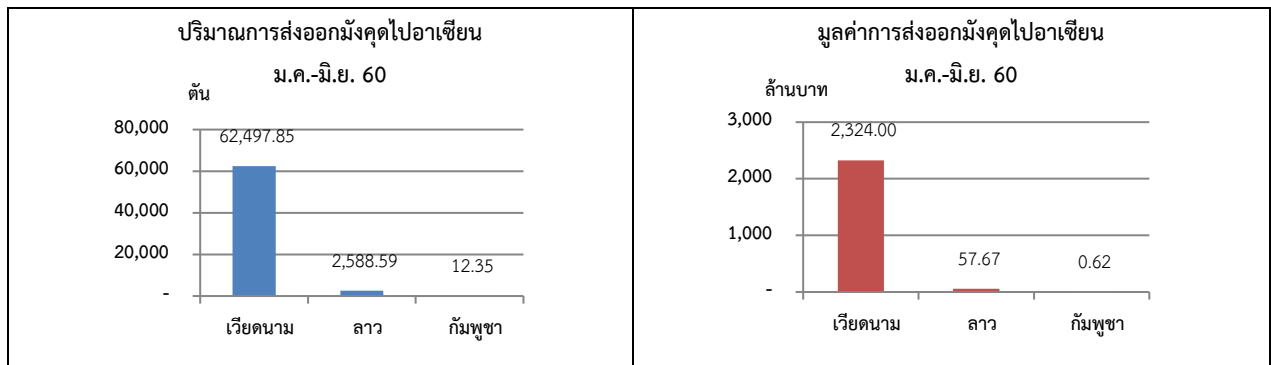 ปริมาณการส่งออกมังคุดไปอาเซียน
ม.ค.-มิ.ย. 60
ตัน
80,000
60,000
40,000
20,000
-
62,497.85
2,588.59
12.35
เวียดนาม ลาว กัมพูชา
มูลค่าการส่งออกมังคุดไปอาเซียน
ม.ค.-มิ.ย. 60
ล้านบาท
3,000
2,000
1,000
-
2,324.00
57.67
0.62
เวียดนาม ลาว กัมพูชา